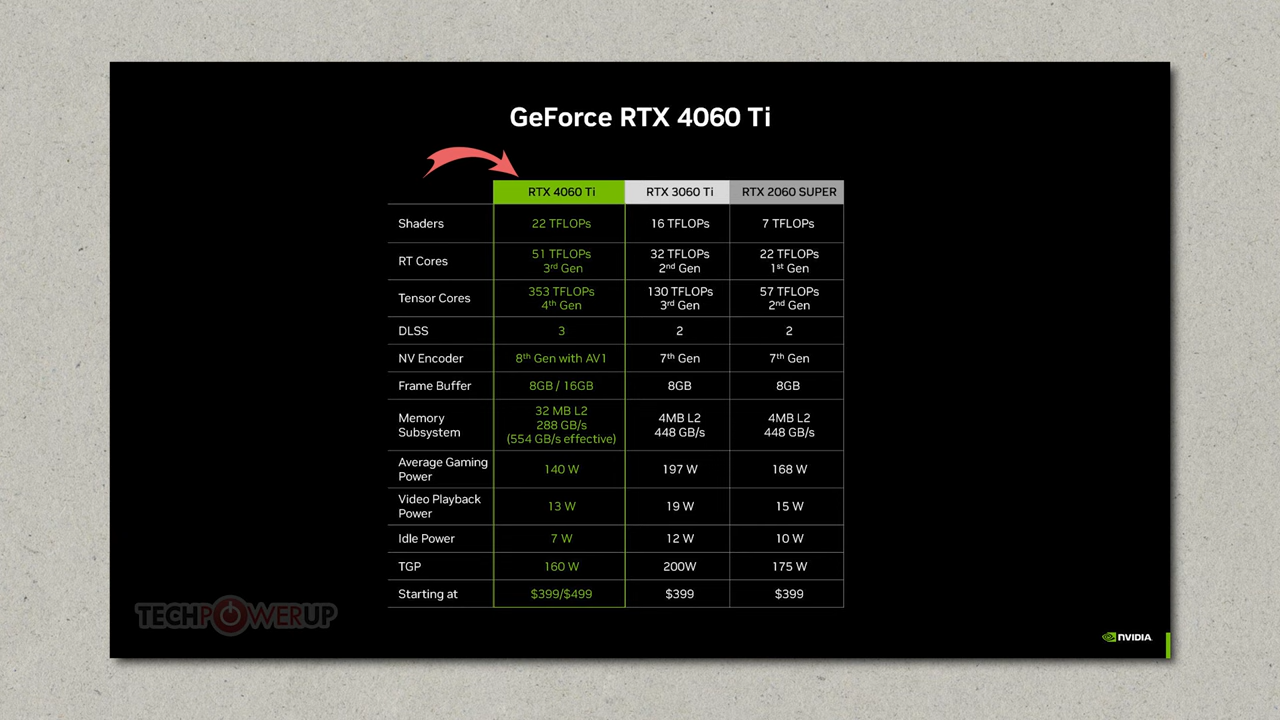 GeForce RTX 4060 Ti
RTX 4060 Ti RTX 3060 Ti RTX 2060 SUPER
Shaders 22 TFLOPs 16 TFLOPs 7 TFLOPs
RT Cores 51 TFLOPs 3rd Gen 32 TFLOPs 2nd Gen 22 TFLOPs 1st Gen
Tensor Cores 353 TFLOPs 4th Gen 130 TFLOPs 3rd Gen 57 TFLOPs 2nd Gen
DLSS 3 2 2
NV Encoder 8th Gen with AV1 7th Gen 7th Gen
Frame Buffer 8GB / 16GB 8GB 8GB
Memory Subsystem 32 MB L2 288 GB/s (554 GB/s effective) 4MB L2 448 GB/s 4MB L2 448 GB/s
Average Gaming Power 140 W 197 W 168 W
Video Playback Power 13 W 19 W 15 W
Idle Power 7 W 12 W 10 W
TGP 160 W 200W 175 W
Starting at $399/$499 $399 $399
TECHPOWERUP
NVIDIA